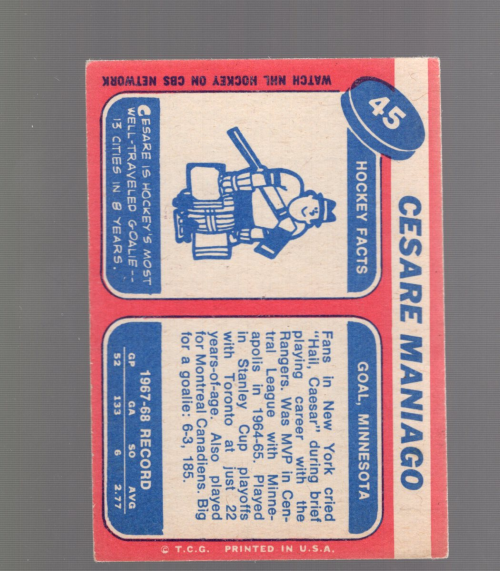 45
CESARE MANIAGO
HOCKEY FACTS
CESARE IS HOCKEY'S MOST
WELL-TRAVELED GOALIE--
13 CITIES IN 8 YEARS.
WATCH NHL HOCKEY ON CBS NETWORK
GOAL, MINNESOTA
Fans in New York cried
"Hail, Caesar" during brief
playing career with the
Rangers. Was MVP in Cen-
tral League with Minne-
apolis in 1964-65. Played
in Stanley Cup playoffs
with Toronto at just 22
years-of-age. Also played
for Montreal Canadiens. Big
for a goalie: 6-3, 185.
1967-68 RECORD
GP GA SO AVG
52 133 6 2.77
© T.C.G. PRINTED IN U.S.A.